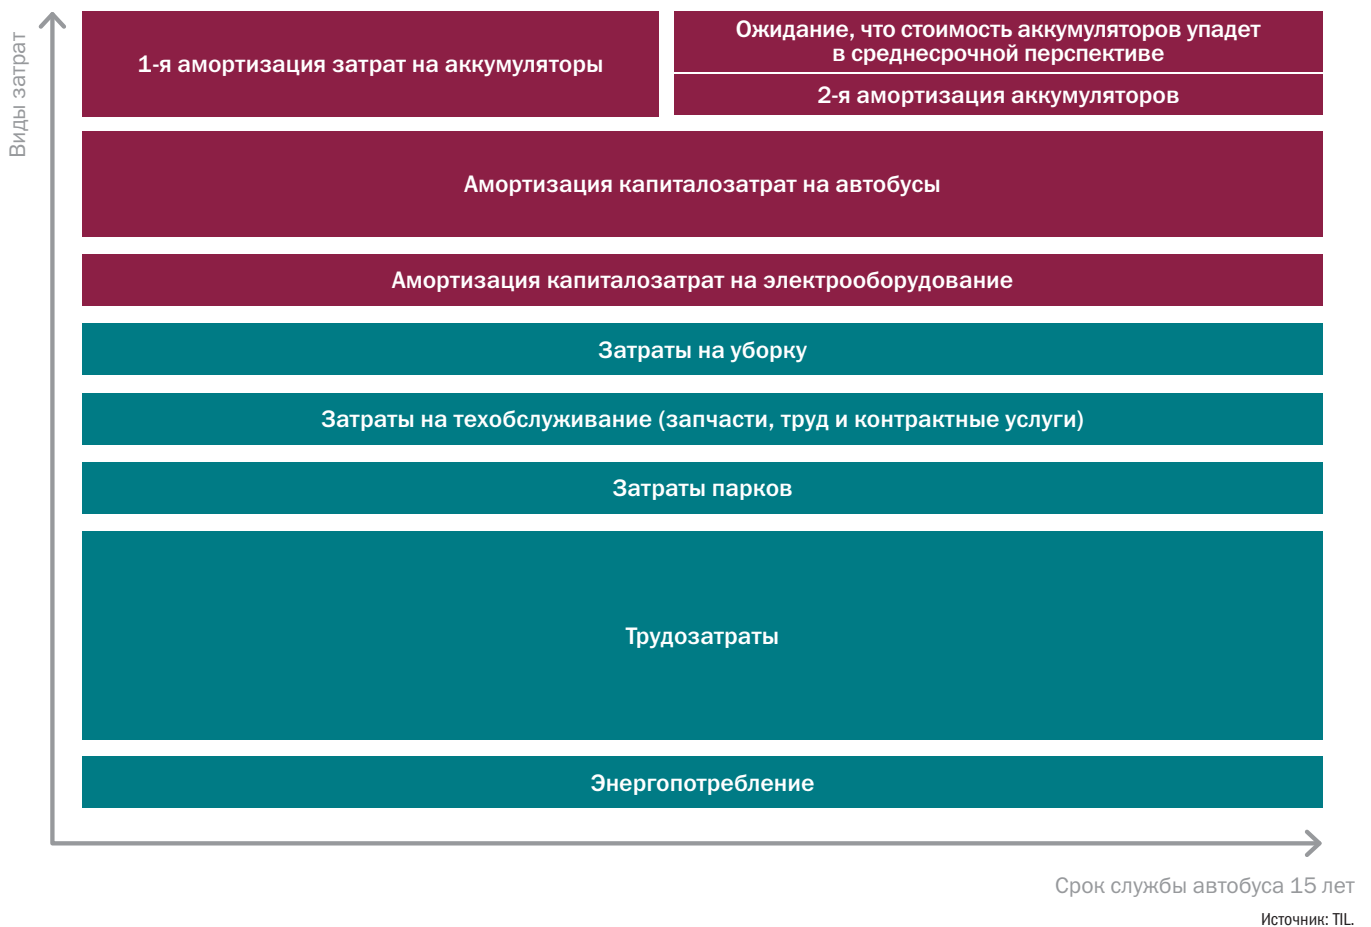 Виды затрат
1-я амортизация затрат на аккумуляторы
Ожидание, что стоимость аккумуляторов упадет
в среднесрочной перспективе
2-я амортизация аккумуляторов
Амортизация капиталозатрат на автобусы
Амортизация капиталозатрат на электрооборудование
Затраты на уборку
Затраты на техобслуживание (запчасти, труд и контрактные услуги)
Затраты парков
Трудозатраты
Энергопотребление
Срок службы автобуса 15 лет
Источник: TIL.